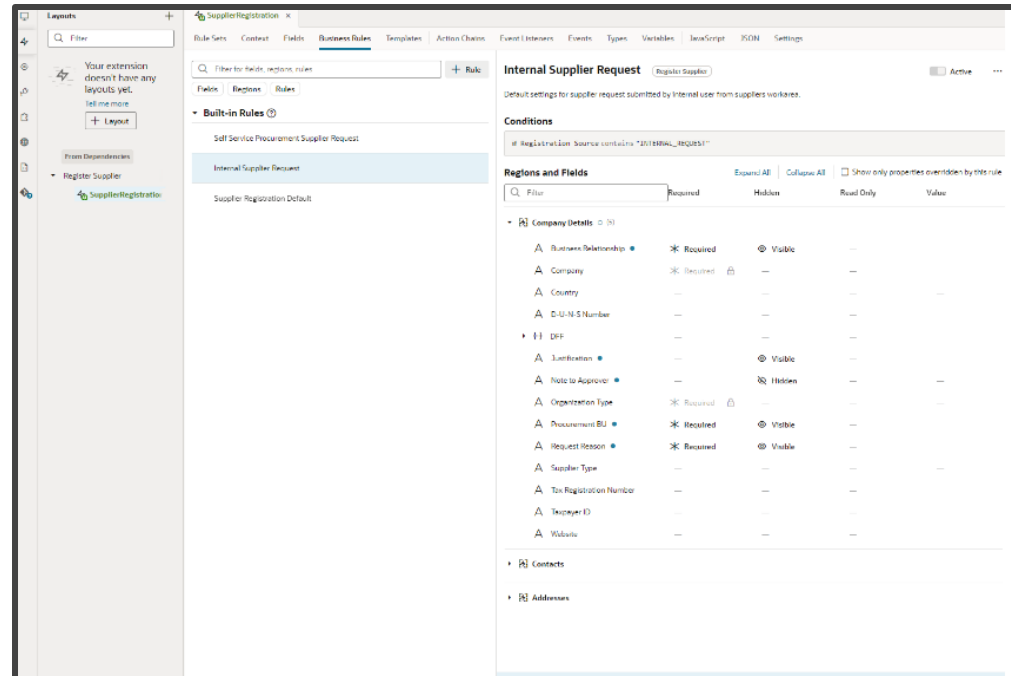 Layouts +
Filter
Your extension
doesn't have any
layouts yet.
Tell me more
+ Layout
From Dependencies
Register Supplier
SupplierRegistratio
SupplierRegistration ×
Rule Sets Context Fields Business Rules Templates Action Chains Event Listeners Events Types Variables JavaScript JSON Settings
Filter for fields, regions, rules
+ Rule
Fields Regions Rules
Built-in Rules
Self Service Procurement Supplier Request
Internal Supplier Request
Supplier Registration Default
Internal Supplier Request Register Supplier Active ...
Default settings for supplier request submitted by internal user from suppliers workarea.
Conditions
if Registration Source contains "INTERNAL_REQUEST"
Regions and Fields Expand All Collapse All Show only properties overridden by this rule
Filter Required Hidden Read Only Value
Company Details
Business Relationship Required Visible —
Company Required — —
Country — — — —
D-U-N-S Number — — —
DFF — — —
Justification — Visible —
Note to Approver — Hidden — —
Organization Type Required — — —
Procurement BU Required Visible —
Request Reason Required Visible —
Supplier Type — — — —
Tax Registration Number — — —
Taxpayer ID — — —
Website — — —
Contacts
Addresses